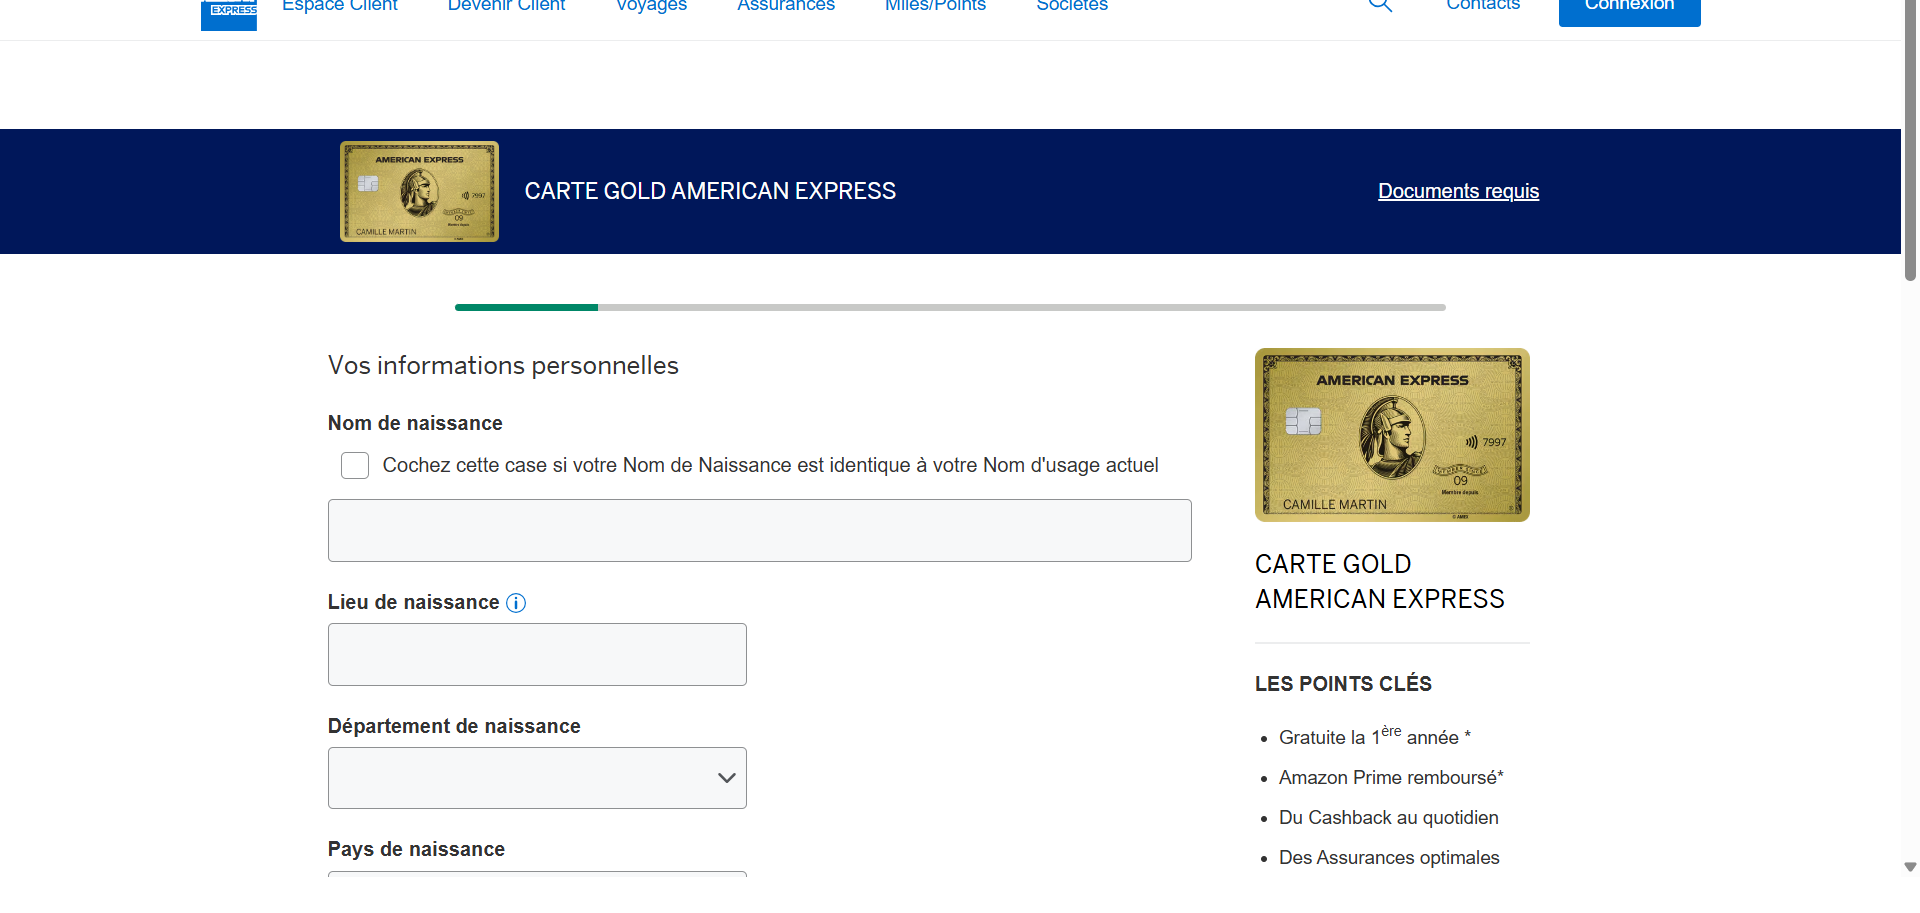 EXPRESS
Espace Client
Devenir Client
Voyages
Assurances
Miles/Points
Sociétés
Contacts
Connexion
AMERICAN EXPRESS
7997
09
Membre depuis
CAMILLE MARTIN
CARTE GOLD AMERICAN EXPRESS
Documents requis
Vos informations personnelles
Nom de naissance
Cochez cette case si votre Nom de Naissance est identique à votre Nom d'usage actuel
Lieu de naissance
Département de naissance
Pays de naissance
AMERICAN EXPRESS
7997
09
Membre depuis
CAMILLE MARTIN
© AMEX
CARTE GOLD
AMERICAN EXPRESS
LES POINTS CLÉS
Gratuite la 1ère année *
Amazon Prime remboursé*
Du Cashback au quotidien
Des Assurances optimales